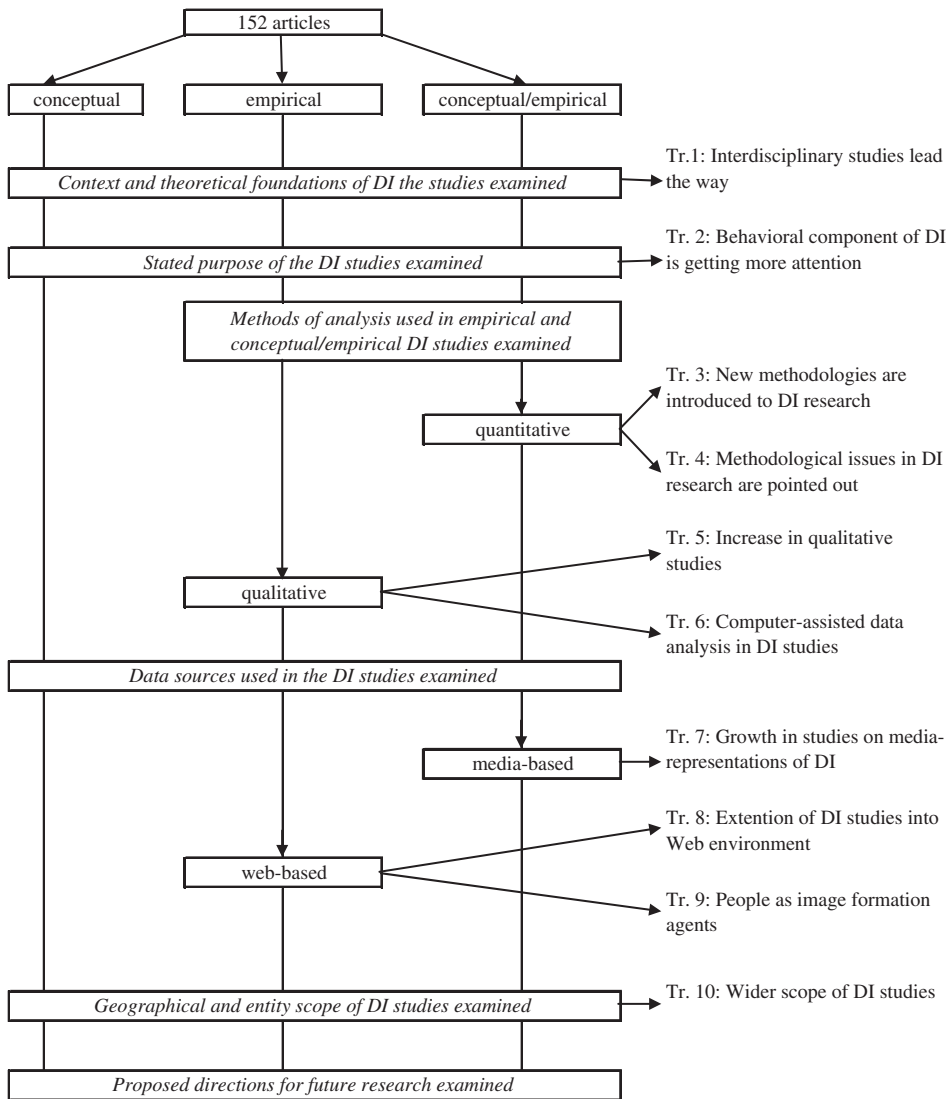 152 articles
conceptual
empirical
conceptual/empirical
Context and theoretical foundations of DI the studies examined
Tr.1: Interdisciplinary studies lead
the way
Stated purpose of the DI studies examined
Tr. 2: Behavioral component of DI
is getting more attention
Methods of analysis used in empirical and
conceptual/empirical DI studies examined
quantitative
Tr. 3: New methodologies are
introduced to DI research
Tr. 4: Methodological issues in DI
research are pointed out
qualitative
Tr. 5: Increase in qualitative
studies
Tr. 6: Computer-assisted data
analysis in DI studies
Data sources used in the DI studies examined
media-based
Tr. 7: Growth in studies on media-
representations of DI
web-based
Tr. 8: Extention of DI studies into
Web environment
Tr. 9: People as image formation
agents
Geographical and entity scope of DI studies examined
Tr. 10: Wider scope of DI studies
Proposed directions for future research examined